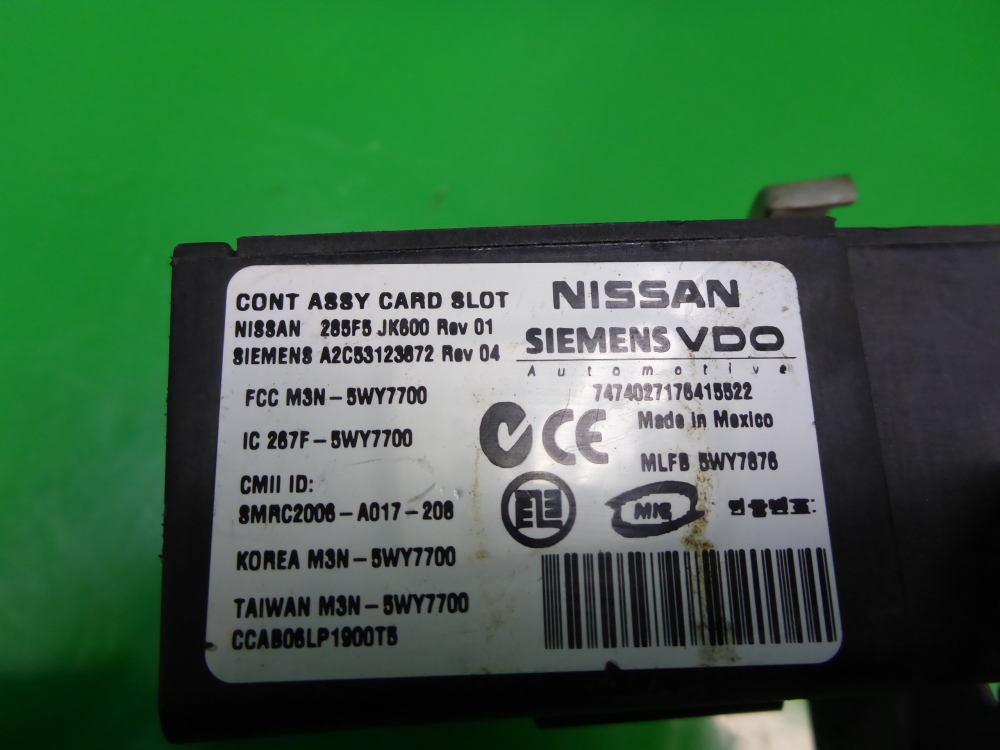 CONT ASSY CARD SLOT
NISSAN 285F5 JK600 Rev 01
SIEMENS A2C53123672 Rev 04
FCC M3N-5WY7700
IC 267F-5WY7700
CMII ID:
SMRC2006-A017-206
KOREA M3N-5WY7700
TAIWAN M3N-5WY7700
CCAB06LP1900T5
NISSAN
SIEMENS VDO
Automotive
7474027176415522
Made in Mexico
MLFB 5WY7676
CE
MIC